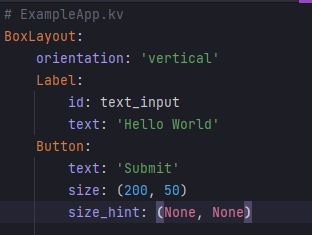 # ExampleApp.kv
BoxLayout:
    orientation: 'vertical'
    Label:
        id: text_input
        text: 'Hello World'
    Button:
        text: 'Submit'
        size: (200, 50)
        size_hint: (None, None)